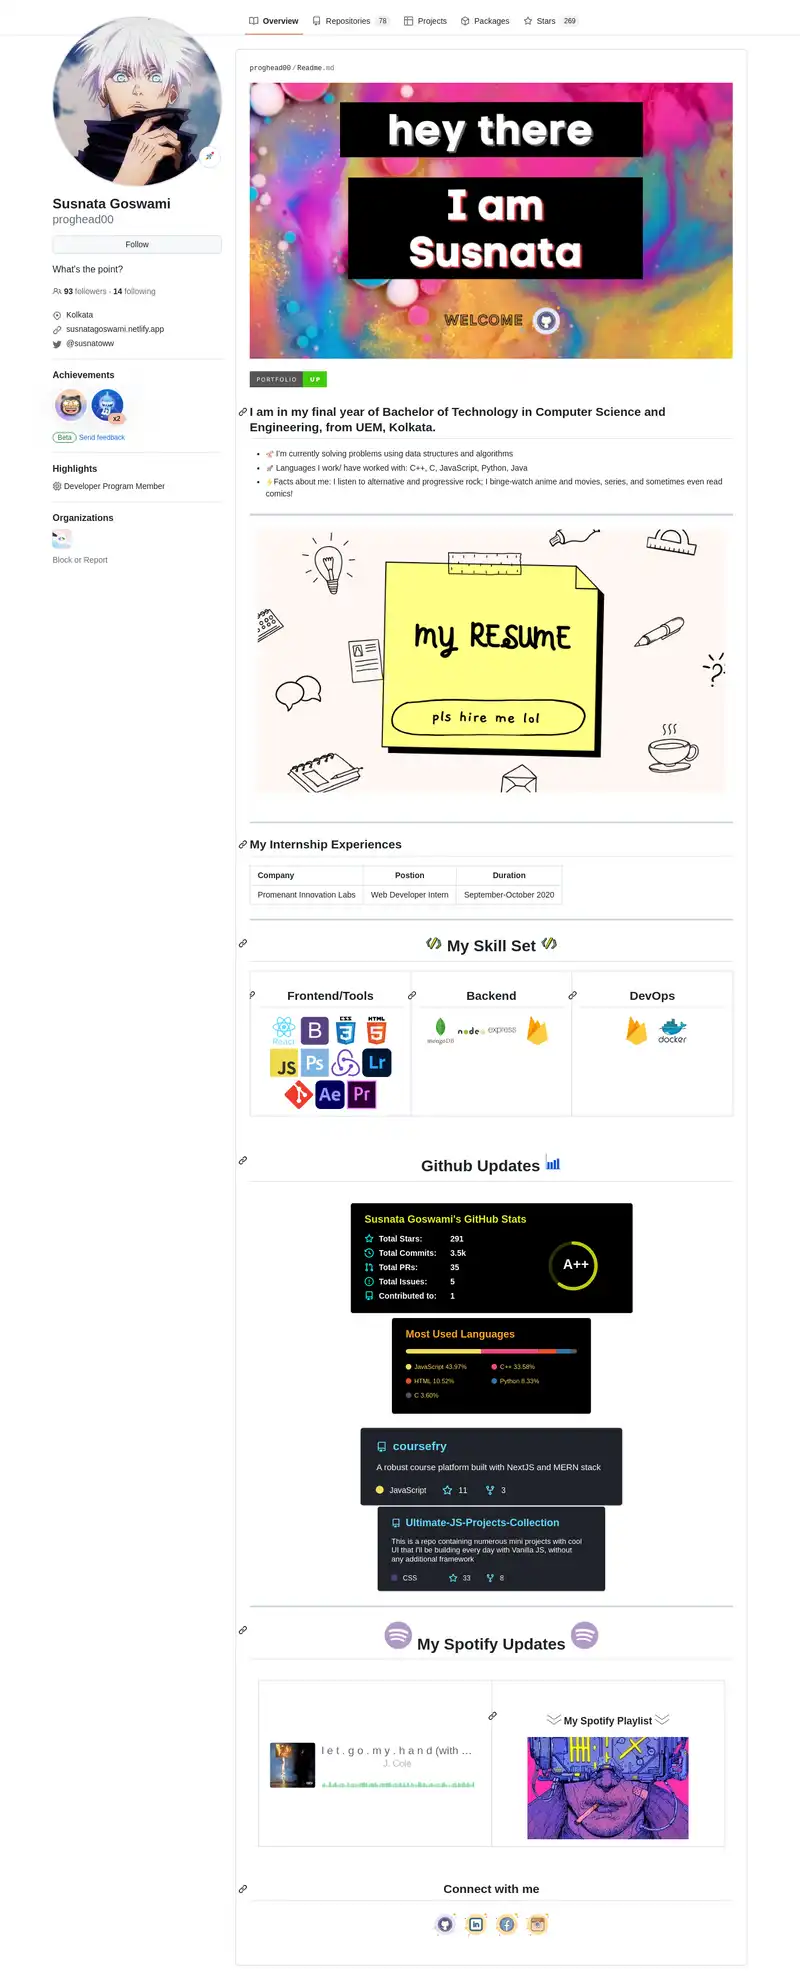 Overview Repositories 78 Projects Packages Stars 269
Susnata Goswami
proghead00
Follow
What's the point?
93 followers · 14 following
Kolkata
susnatagoswami.netlify.app
@susnatoww
Achievements
x2
Beta Send feedback
Highlights
Developer Program Member
Organizations
Block or Report
proghead00/Readme.md
hey there
I am
Susnata
WELCOME
PORTFOLIO UP
I am in my final year of Bachelor of Technology in Computer Science and
Engineering, from UEM, Kolkata.
I'm currently solving problems using data structures and algorithms
Languages I work/ have worked with: C++, C, JavaScript, Python, Java
⚡Facts about me: I listen to alternative and progressive rock; I binge-watch anime and movies, series, and sometimes even read
comics!
my RESUME
pls hire me lol
My Internship Experiences
Company Postion Duration
Promenant Innovation Labs Web Developer Intern September-October 2020
My Skill Set
Frontend/Tools Backend DevOps
React B CSS 3 HTML 5
JS Ps Lr
Ae Pr
mongoDB node express
docker
Github Updates
Susnata Goswami's GitHub Stats
Total Stars: 291
Total Commits: 3.5k
Total PRs: 35
Total Issues: 5
Contributed to: 1
A++
Most Used Languages
JavaScript 43.97% C++ 33.58%
HTML 10.52% Python 8.33%
C 3.60%
coursefry
A robust course platform built with NextJS and MERN stack
JavaScript 11 3
Ultimate-JS-Projects-Collection
This is a repo containing numerous mini projects with cool
UI that I'll be building every day with Vanilla JS, without
any additional framework
CSS 33 8
My Spotify Updates
l e t . g o . m y . h a n d (with ...
J. Cole
My Spotify Playlist
Connect with me